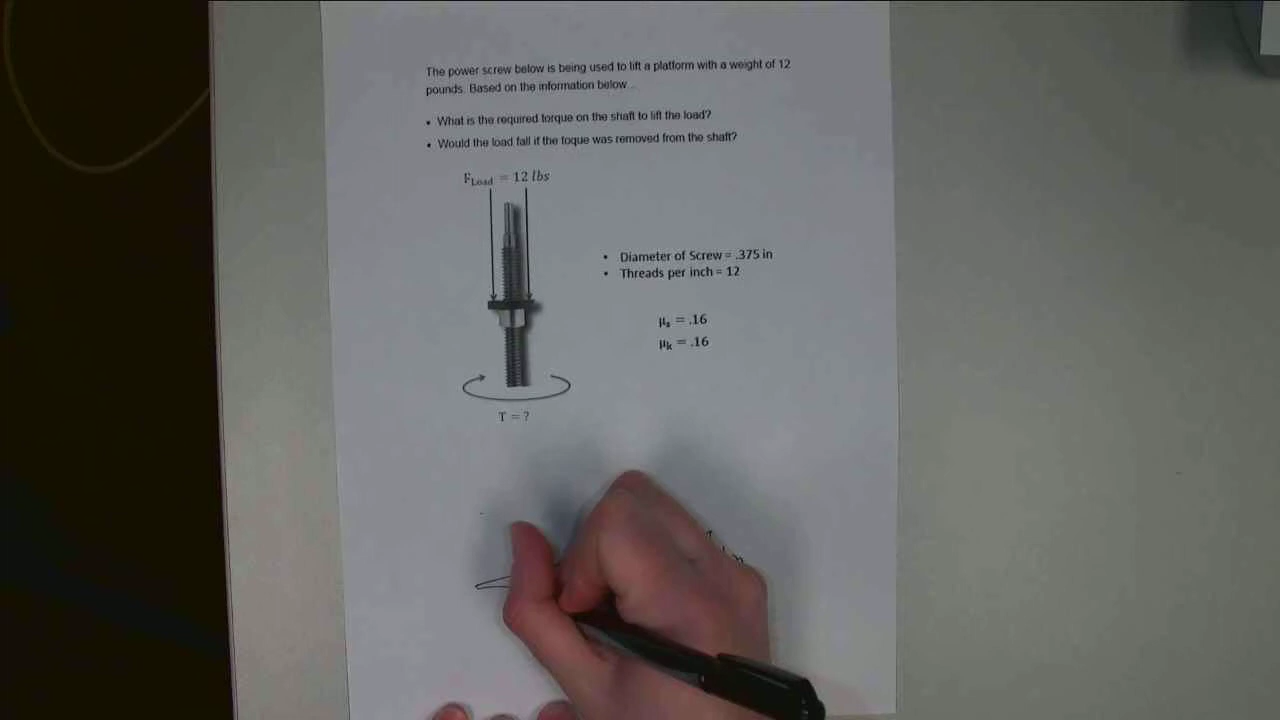 The power screw below is being used to lift a platform with a weight of 12
pounds. Based on the information below...
• What is the required torque on the shaft to lift the load?
• Would the load fall if the toque was removed from the shaft?
F_Load = 12 lbs
• Diameter of Screw = .375 in
• Threads per inch = 12
μₛ = .16
μₖ = .16
T = ?